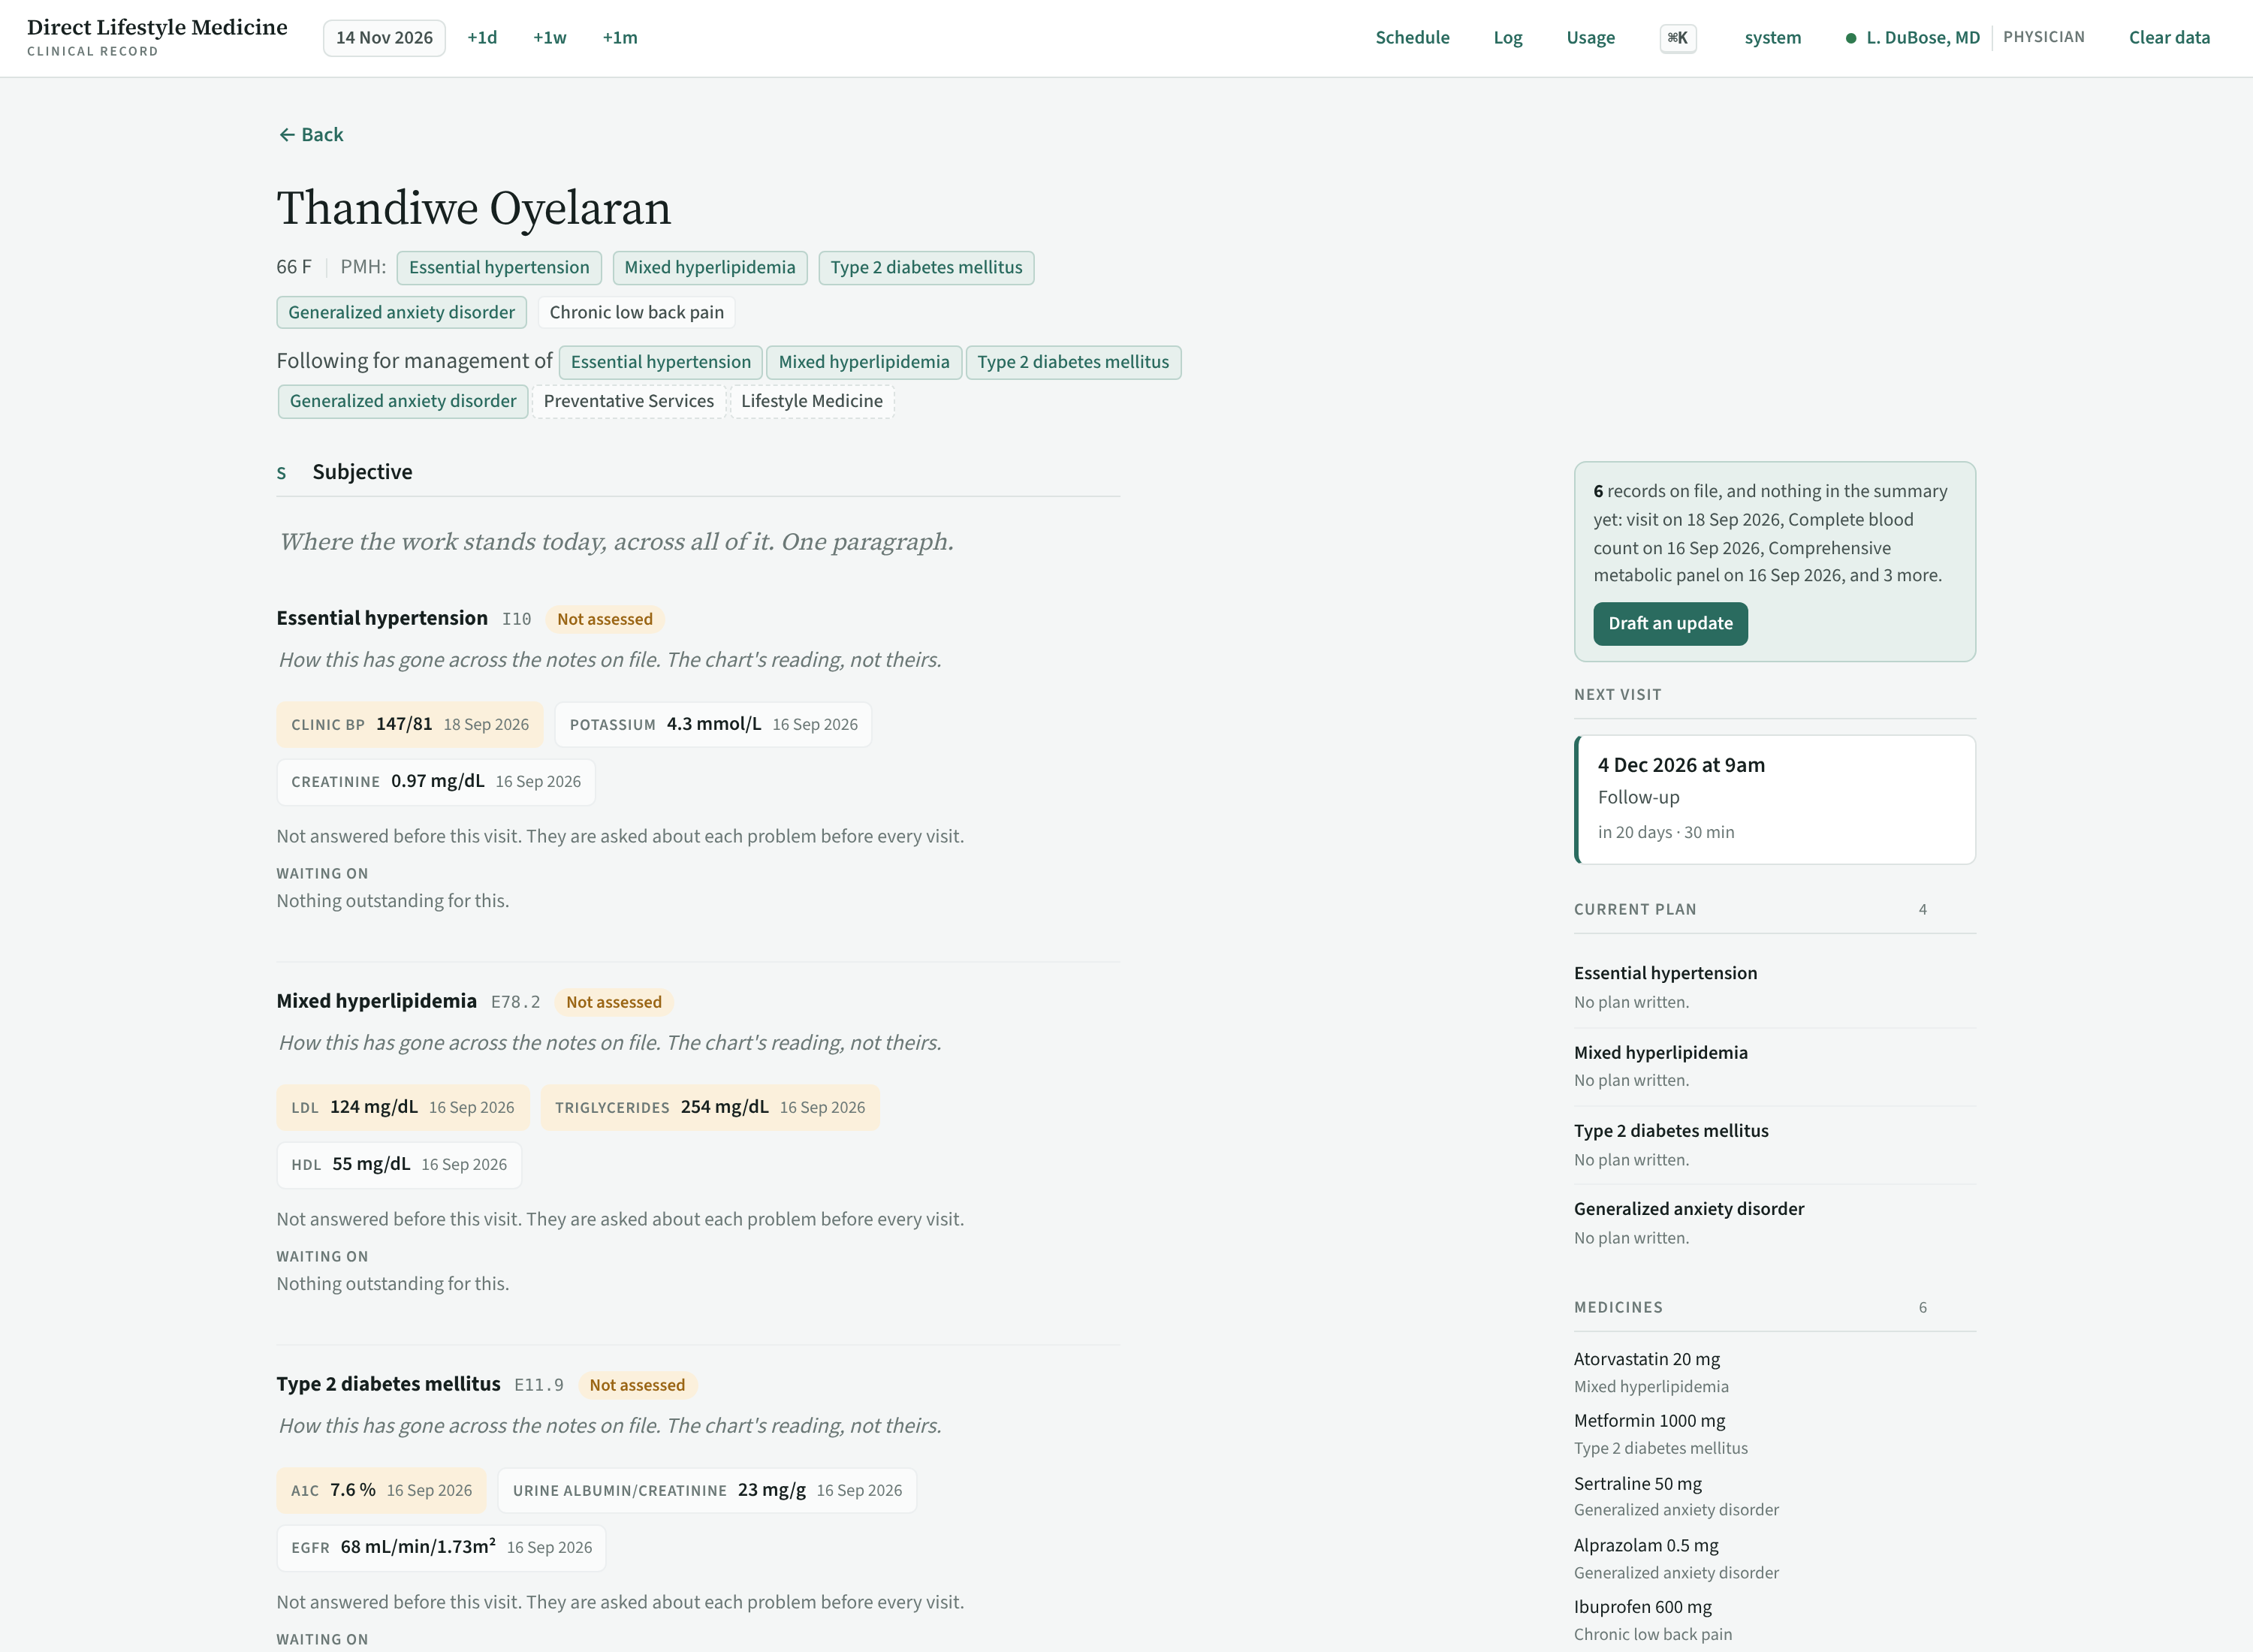 Direct Lifestyle Medicine
CLINICAL RECORD
14 Nov 2026 +1d +1w +1m
Schedule Log Usage ⌘K system L. DuBose, MD PHYSICIAN Clear data
← Back
Thandiwe Oyelaran
66 F PMH: Essential hypertension Mixed hyperlipidemia Type 2 diabetes mellitus
Generalized anxiety disorder Chronic low back pain
Following for management of Essential hypertension Mixed hyperlipidemia Type 2 diabetes mellitus
Generalized anxiety disorder Preventative Services Lifestyle Medicine
S Subjective
Where the work stands today, across all of it. One paragraph.
Essential hypertension I10 Not assessed
How this has gone across the notes on file. The chart's reading, not theirs.
CLINIC BP 147/81 18 Sep 2026 POTASSIUM 4.3 mmol/L 16 Sep 2026
CREATININE 0.97 mg/dL 16 Sep 2026
Not answered before this visit. They are asked about each problem before every visit.
WAITING ON
Nothing outstanding for this.
Mixed hyperlipidemia E78.2 Not assessed
How this has gone across the notes on file. The chart's reading, not theirs.
LDL 124 mg/dL 16 Sep 2026 TRIGLYCERIDES 254 mg/dL 16 Sep 2026
HDL 55 mg/dL 16 Sep 2026
Not answered before this visit. They are asked about each problem before every visit.
WAITING ON
Nothing outstanding for this.
Type 2 diabetes mellitus E11.9 Not assessed
How this has gone across the notes on file. The chart's reading, not theirs.
A1C 7.6 % 16 Sep 2026 URINE ALBUMIN/CREATININE 23 mg/g 16 Sep 2026
EGFR 68 mL/min/1.73m² 16 Sep 2026
Not answered before this visit. They are asked about each problem before every visit.
WAITING ON
6 records on file, and nothing in the summary
yet: visit on 18 Sep 2026, Complete blood
count on 16 Sep 2026, Comprehensive
metabolic panel on 16 Sep 2026, and 3 more.
Draft an update
NEXT VISIT
4 Dec 2026 at 9am
Follow-up
in 20 days · 30 min
CURRENT PLAN 4
Essential hypertension
No plan written.
Mixed hyperlipidemia
No plan written.
Type 2 diabetes mellitus
No plan written.
Generalized anxiety disorder
No plan written.
MEDICINES 6
Atorvastatin 20 mg
Mixed hyperlipidemia
Metformin 1000 mg
Type 2 diabetes mellitus
Sertraline 50 mg
Generalized anxiety disorder
Alprazolam 0.5 mg
Generalized anxiety disorder
Ibuprofen 600 mg
Chronic low back pain